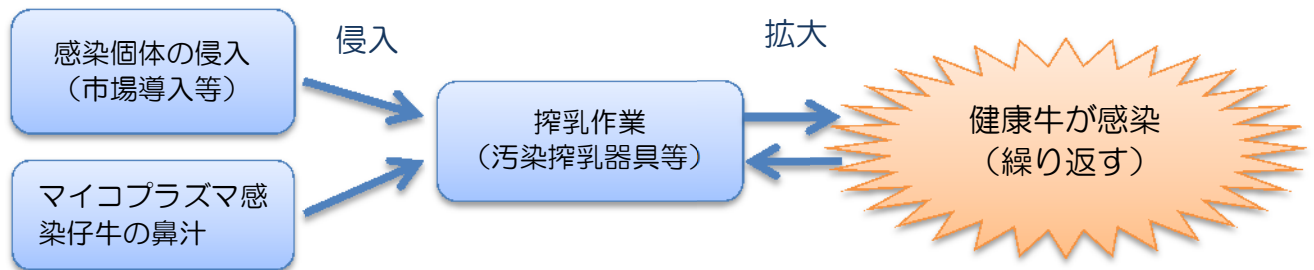 感染個体の侵入
（市場導入等）
侵入
マイコプラズマ感
染仔牛の鼻汁
搾乳作業
（汚染搾乳器具等）
拡大
健康牛が感染
（繰り返す）